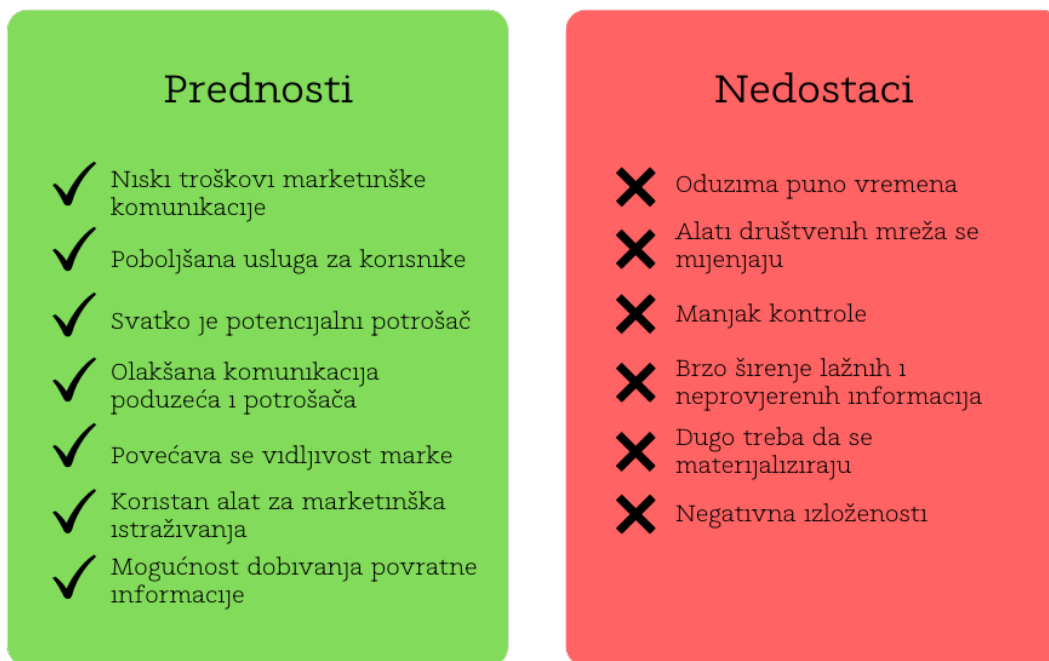 Prednosti
Niski troškovi marketinške
komunikacije
Poboljšana usluga za korisnike
Svatko je potencijalni potrošač
Olakšana komunikacija
poduzeća i potrošača
Povećava se vidljivost marke
Koristan alat za marketinška
istraživanja
Mogućnost dobivanja povratne
informacije
Nedostaci
Oduzima puno vremena
Alati društvenih mreža se
mijenjaju
Manjak kontrole
Brzo širenje lažnih i
neprovjerenih informacija
Dugo treba da se
materijaliziraju
Negativna izloženosti